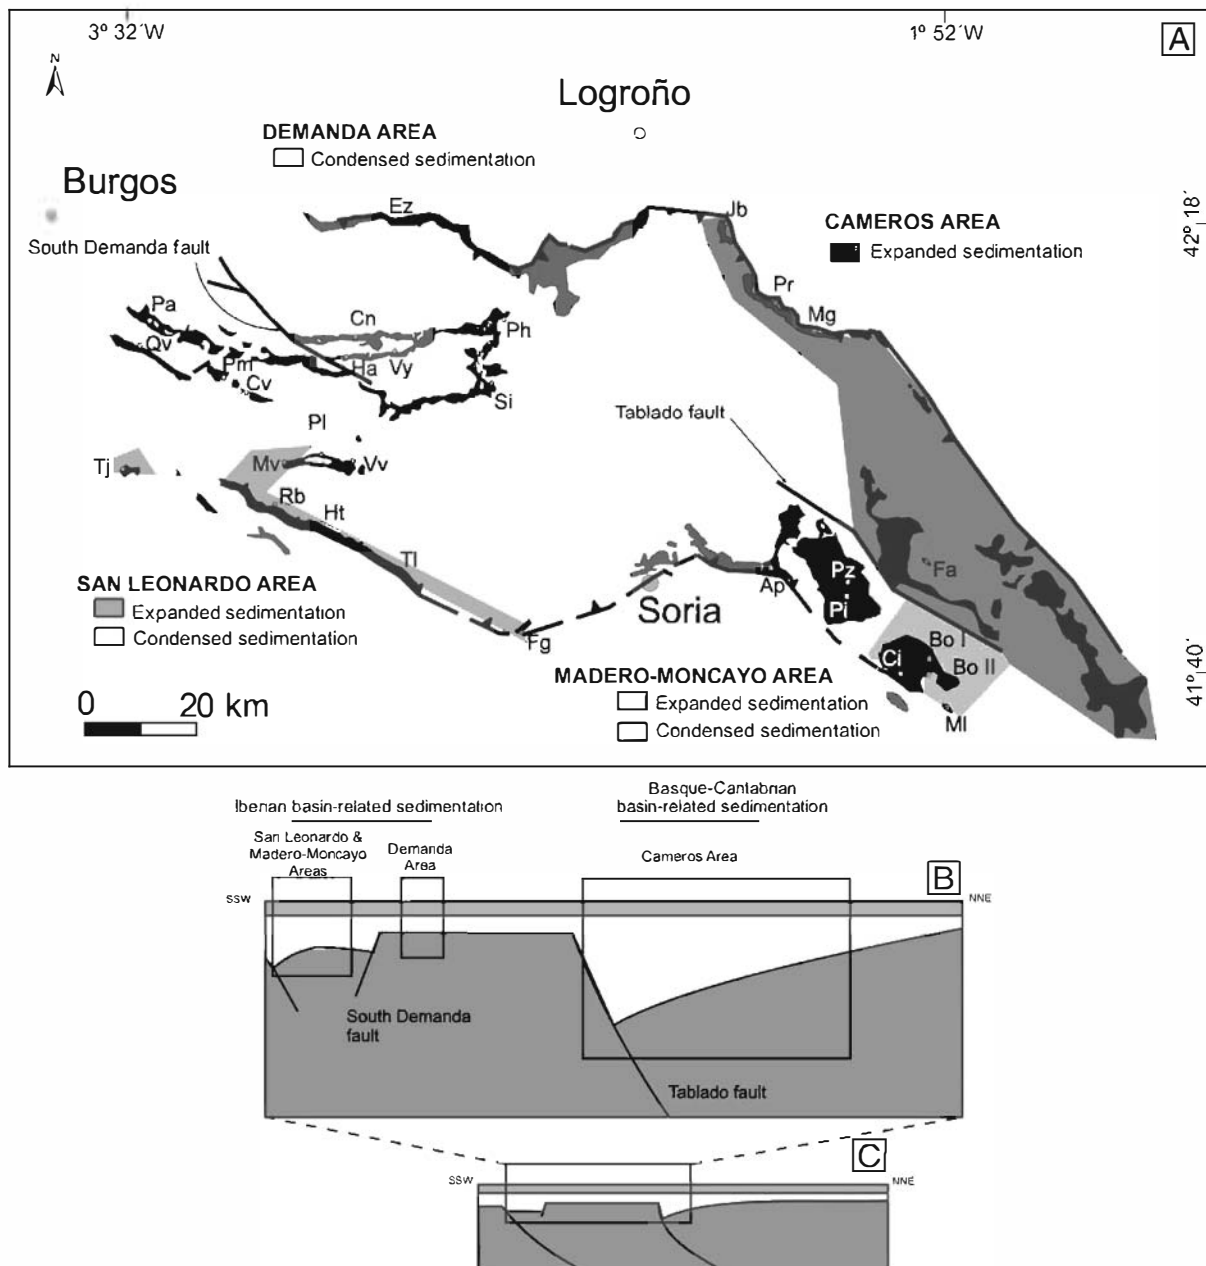 3º 32´W
1º 52´W
A
N
Logroño
DEMANDA AREA
Condensed sedimentation
Burgos
Ez
Jb
42º 18´
CAMEROS AREA
Expanded sedimentation
South Demanda fault
Pr
Mg
Pa
Cn
Ph
Qv
Pm
Ha
Vy
Cv
Si
Tablado fault
Pl
Tj
Mv
Vv
Rb
Ht
Tl
Fa
SAN LEONARDO AREA
Expanded sedimentation
Condensed sedimentation
Pz
Ap
Pi
Soria
Fg
Bo I
Ci
Bo II
41º 40´
MADERO-MONCAYO AREA
Expanded sedimentation
Condensed sedimentation
Ml
0 20 km
Iberian basin-related sedimentation
Basque-Cantabrian
basin-related sedimentation
San Leonardo &
Madero-Moncayo
Areas
Demanda
Area
Cameros Area
B
SSW
NNE
South Demanda
fault
Tablado fault
C
SSW
NNE